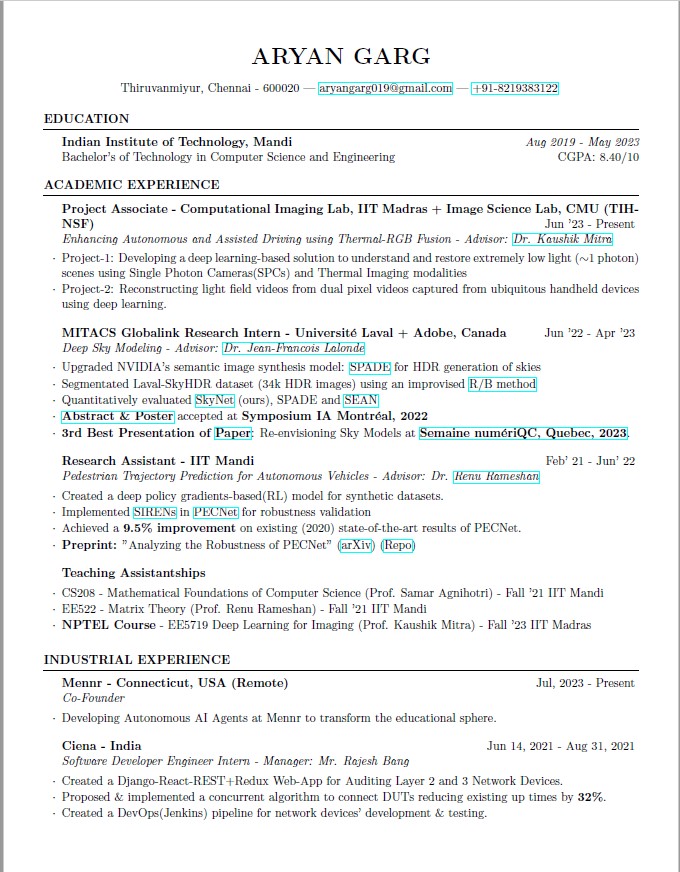 ARYAN GARG
Thiruvanmiyur, Chennai - 600020 — aryangarg019@gmail.com — +91-8219383122
EDUCATION
Indian Institute of Technology, Mandi Aug 2019 - May 2023
Bachelor's of Technology in Computer Science and Engineering CGPA: 8.40/10
ACADEMIC EXPERIENCE
Project Associate - Computational Imaging Lab, IIT Madras + Image Science Lab, CMU (TIH-
NSF) Jun '23 - Present
Enhancing Autonomous and Assisted Driving using Thermal-RGB Fusion - Advisor: Dr. Kaushik Mitra
· Project-1: Developing a deep learning-based solution to understand and restore extremely low light (∼1 photon)
scenes using Single Photon Cameras(SPCs) and Thermal Imaging modalities
· Project-2: Reconstructing light field videos from dual pixel videos captured from ubiquitous handheld devices
using deep learning.
MITACS Globalink Research Intern - Université Laval + Adobe, Canada Jun '22 - Apr '23
Deep Sky Modeling - Advisor: Dr. Jean-Francois Lalonde
· Upgraded NVIDIA's semantic image synthesis model: SPADE for HDR generation of skies
· Segmented Laval-SkyHDR dataset (34k HDR images) using an improvised R/B method
· Quantitatively evaluated SkyNet (ours), SPADE and SEAN
· Abstract & Poster accepted at Symposium IA Montréal, 2022
· 3rd Best Presentation of Paper: Re-envisioning Sky Models at Semaine numériQC, Quebec, 2023.
Research Assistant - IIT Mandi Feb' 21 - Jun' 22
Pedestrian Trajectory Prediction for Autonomous Vehicles - Advisor: Dr. Renu Rameshan
· Created a deep policy gradients-based(RL) model for synthetic datasets.
· Implemented SIRENs in PECNet for robustness validation
· Achieved a 9.5% improvement on existing (2020) state-of-the-art results of PECNet.
· Preprint: "Analyzing the Robustness of PECNet" (arXiv) (Repo)
Teaching Assistantships
· CS208 - Mathematical Foundations of Computer Science (Prof. Samar Agnihotri) - Fall '21 IIT Mandi
· EE522 - Matrix Theory (Prof. Renu Rameshan) - Fall '21 IIT Mandi
· NPTEL Course - EE5719 Deep Learning for Imaging (Prof. Kaushik Mitra) - Fall '23 IIT Madras
INDUSTRIAL EXPERIENCE
Mennr - Connecticut, USA (Remote) Jul, 2023 - Present
Co-Founder
· Developing Autonomous AI Agents at Mennr to transform the educational sphere.
Ciena - India Jun 14, 2021 - Aug 31, 2021
Software Developer Engineer Intern - Manager: Mr. Rajesh Bang
· Created a Django-React-REST+Redux Web-App for Auditing Layer 2 and 3 Network Devices.
· Proposed & implemented a concurrent algorithm to connect DUTs reducing existing up times by 32%.
· Created a DevOps(Jenkins) pipeline for network devices' development & testing.